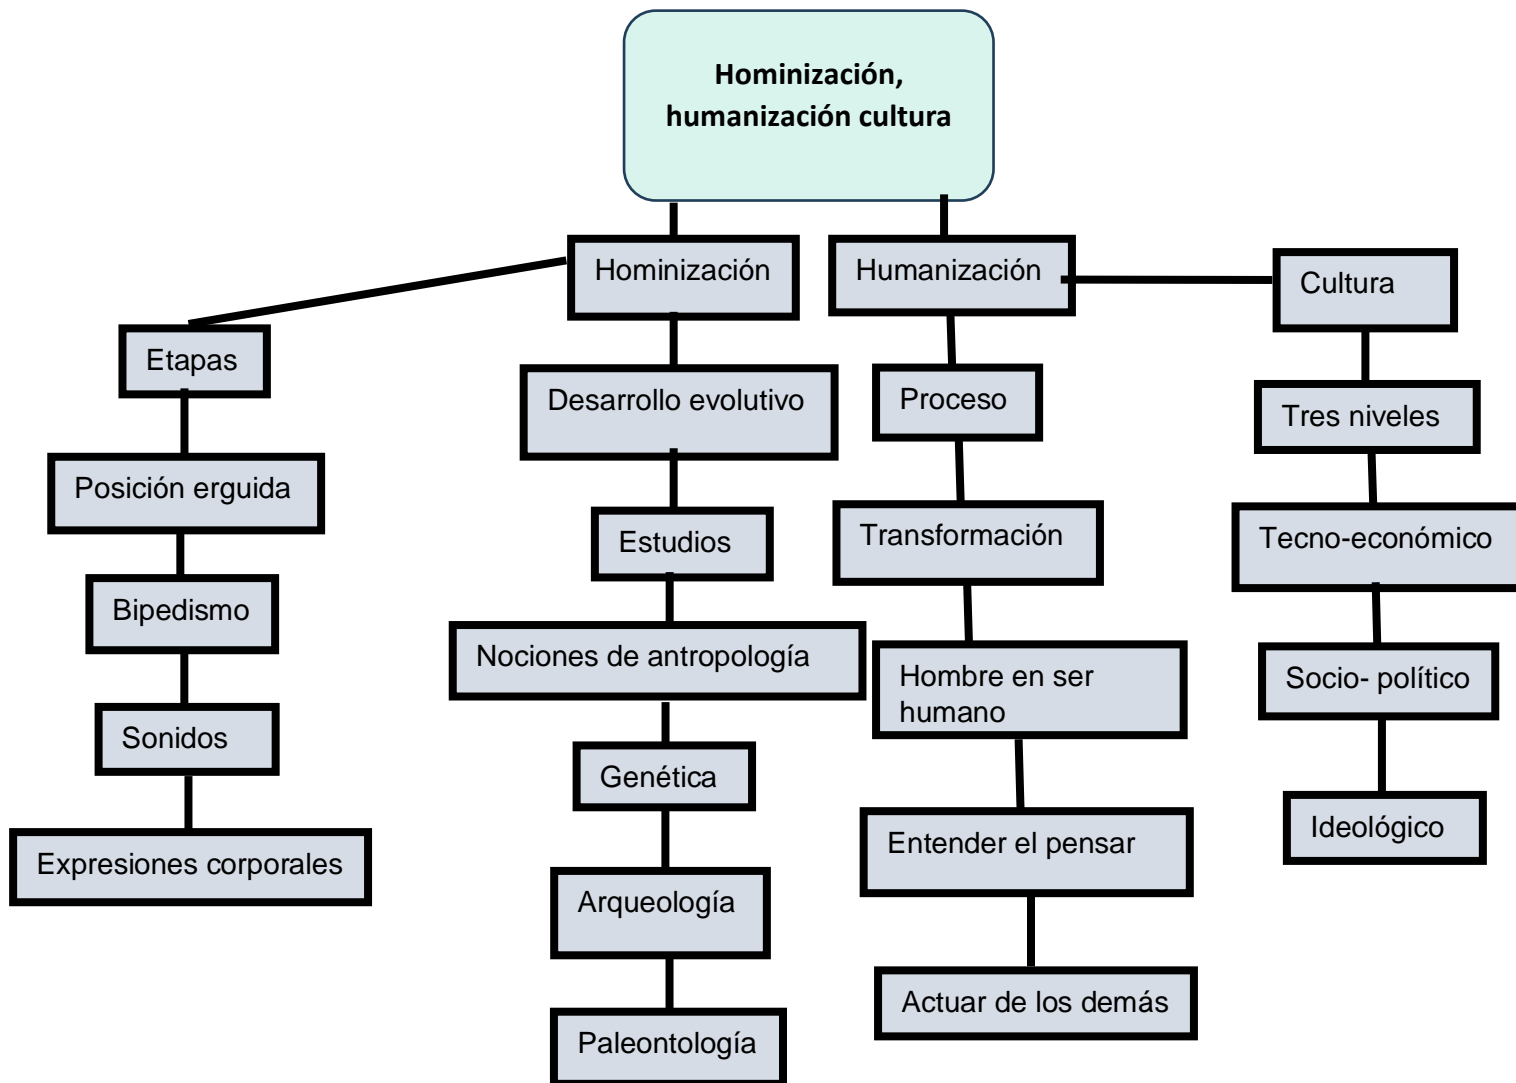 Hominización,
humanización cultura
Hominización
Humanización
Cultura
Etapas
Desarrollo evolutivo
Proceso
Tres niveles
Posición erguida
Estudios
Transformación
Tecno-económico
Bipedismo
Nociones de antropología
Hombre en ser
humano
Socio- político
Sonidos
Genética
Entender el pensar
Ideológico
Expresiones corporales
Arqueología
Actuar de los demás
Paleontología